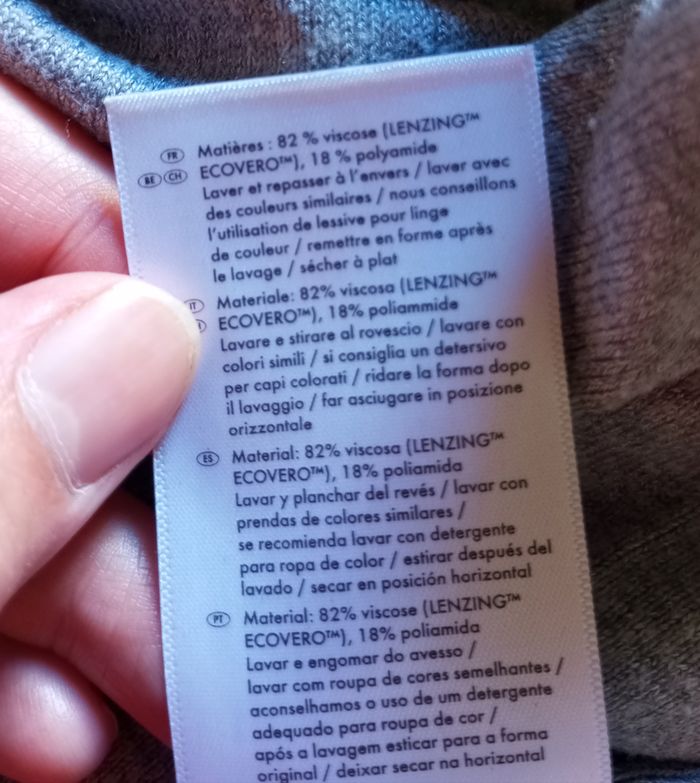 FR Matières : 82 % viscose (LENZING™
BE CH ECOVERO™), 18 % polyamide
Laver et repasser à l'envers / laver avec
des couleurs similaires / nous conseillons
l'utilisation de lessive pour linge
de couleur / remettre en forme après
le lavage / sécher à plat
IT Materiale: 82% viscosa (LENZING™
ECOVERO™), 18% poliammide
Lavare e stirare al rovescio / lavare con
colori simili / si consiglia un detersivo
per capi colorati / ridare la forma dopo
il lavaggio / far asciugare in posizione
orizzontale
ES Material: 82% viscosa (LENZING™
ECOVERO™), 18% poliamida
Lavar y planchar del revés / lavar con
prendas de colores similares /
se recomienda lavar con detergente
para ropa de color / estirar después del
lavado / secar en posición horizontal
PT Material: 82% viscose (LENZING™
ECOVERO™), 18% poliamida
Lavar e engomar do avesso /
lavar com roupa de cores semelhantes /
aconselhamos o uso de um detergente
adequado para roupa de cor /
após a lavagem esticar para a forma
original / deixar secar na horizontal